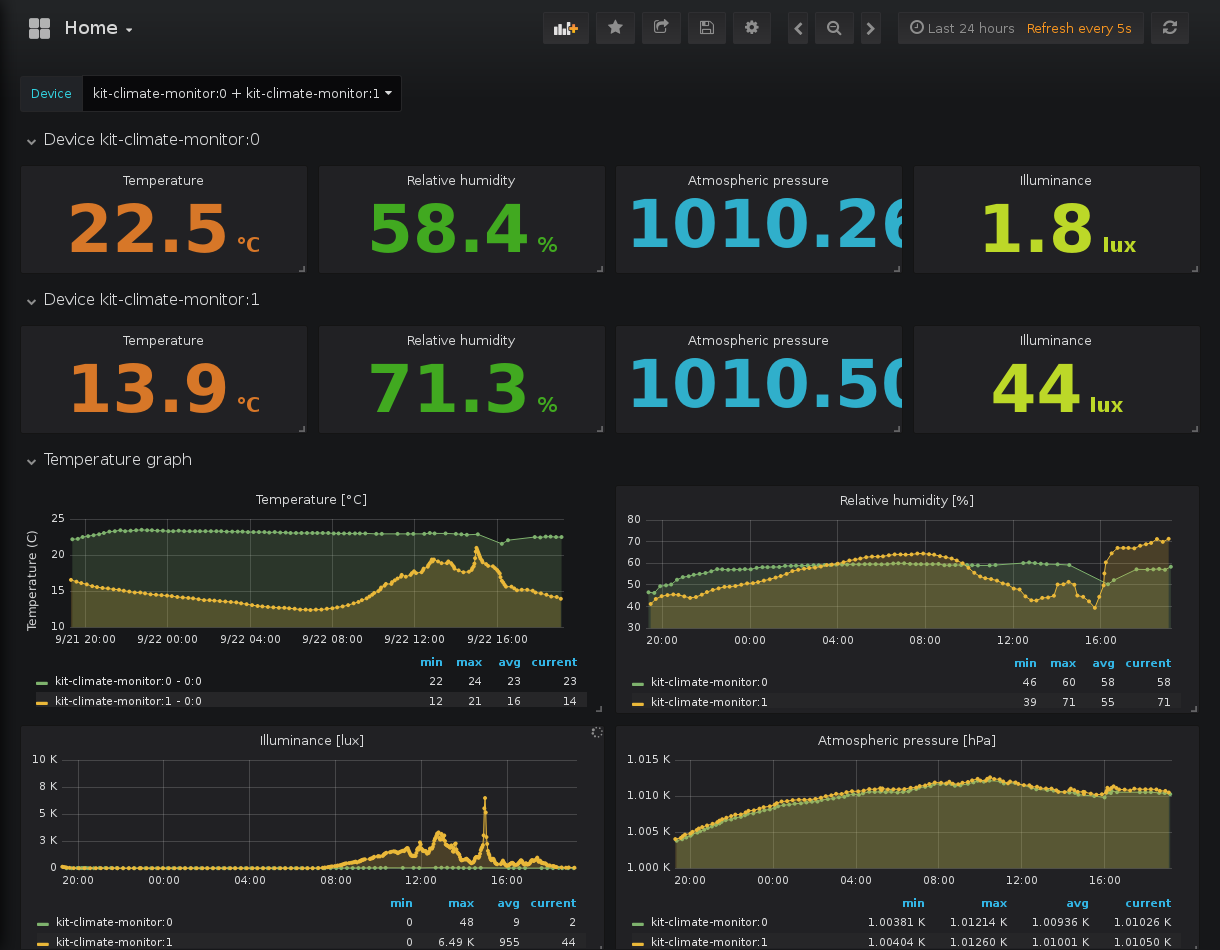 Home
Last 24 hours Refresh every 5s
Device kit-climate-monitor:0 + kit-climate-monitor:1
Device kit-climate-monitor:0
Temperature Relative humidity Atmospheric pressure Illuminance
22.5 °C 58.4 % 1010.26 1.8 lux
Device kit-climate-monitor:1
Temperature Relative humidity Atmospheric pressure Illuminance
13.9 °C 71.3 % 1010.50 44 lux
Temperature graph
Temperature [°C]
Temperature (C)
25
20
15
10
9/21 20:00 9/22 00:00 9/22 04:00 9/22 08:00 9/22 12:00 9/22 16:00
min max avg current
kit-climate-monitor:0 - 0:0 22 24 23 23
kit-climate-monitor:1 - 0:0 12 21 16 14
Relative humidity [%]
80
70
60
50
40
30
20:00 00:00 04:00 08:00 12:00 16:00
min max avg current
kit-climate-monitor:0 46 60 58 58
kit-climate-monitor:1 39 71 55 71
Illuminance [lux]
10 K
8 K
5 K
3 K
0
20:00 00:00 04:00 08:00 12:00 16:00
min max avg current
kit-climate-monitor:0 0 48 9 2
kit-climate-monitor:1 0 6.49 K 955 44
Atmospheric pressure [hPa]
1.015 K
1.010 K
1.005 K
1.000 K
20:00 00:00 04:00 08:00 12:00 16:00
min max avg current
kit-climate-monitor:0 1.00381 K 1.01214 K 1.00936 K 1.01026 K
kit-climate-monitor:1 1.00404 K 1.01260 K 1.01001 K 1.01050 K